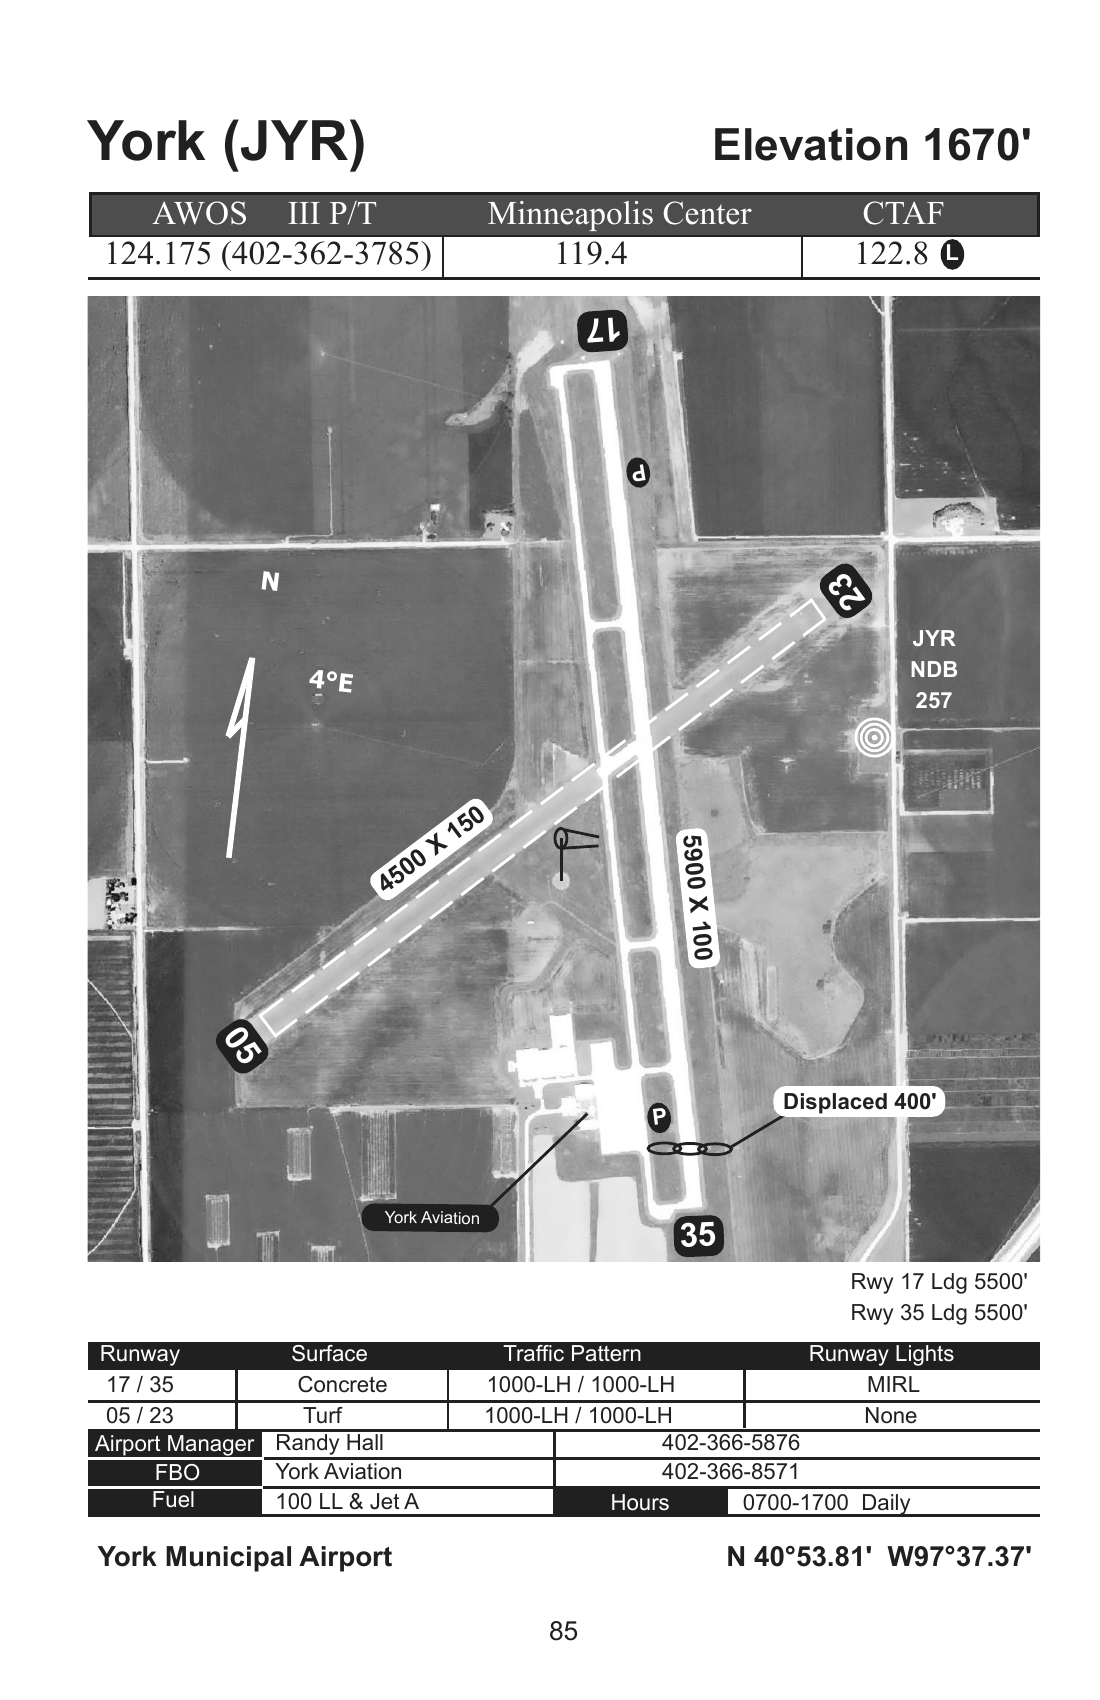 York (JYR)
Elevation 1670'
AWOS III P/T Minneapolis Center CTAF
124.175 (402-362-3785) 119.4 122.8 L
17
P
N
4°E
23
JYR
NDB
257
4500 X 150
5900 X 100
05
Displaced 400'
P
York Aviation
35
Rwy 17 Ldg 5500'
Rwy 35 Ldg 5500'
Runway Surface Traffic Pattern Runway Lights
17 / 35 Concrete 1000-LH / 1000-LH MIRL
05 / 23 Turf 1000-LH / 1000-LH None
Airport Manager Randy Hall 402-366-5876
FBO York Aviation 402-366-8571
Fuel 100 LL & Jet A Hours 0700-1700 Daily
York Municipal Airport N 40°53.81' W97°37.37'
85